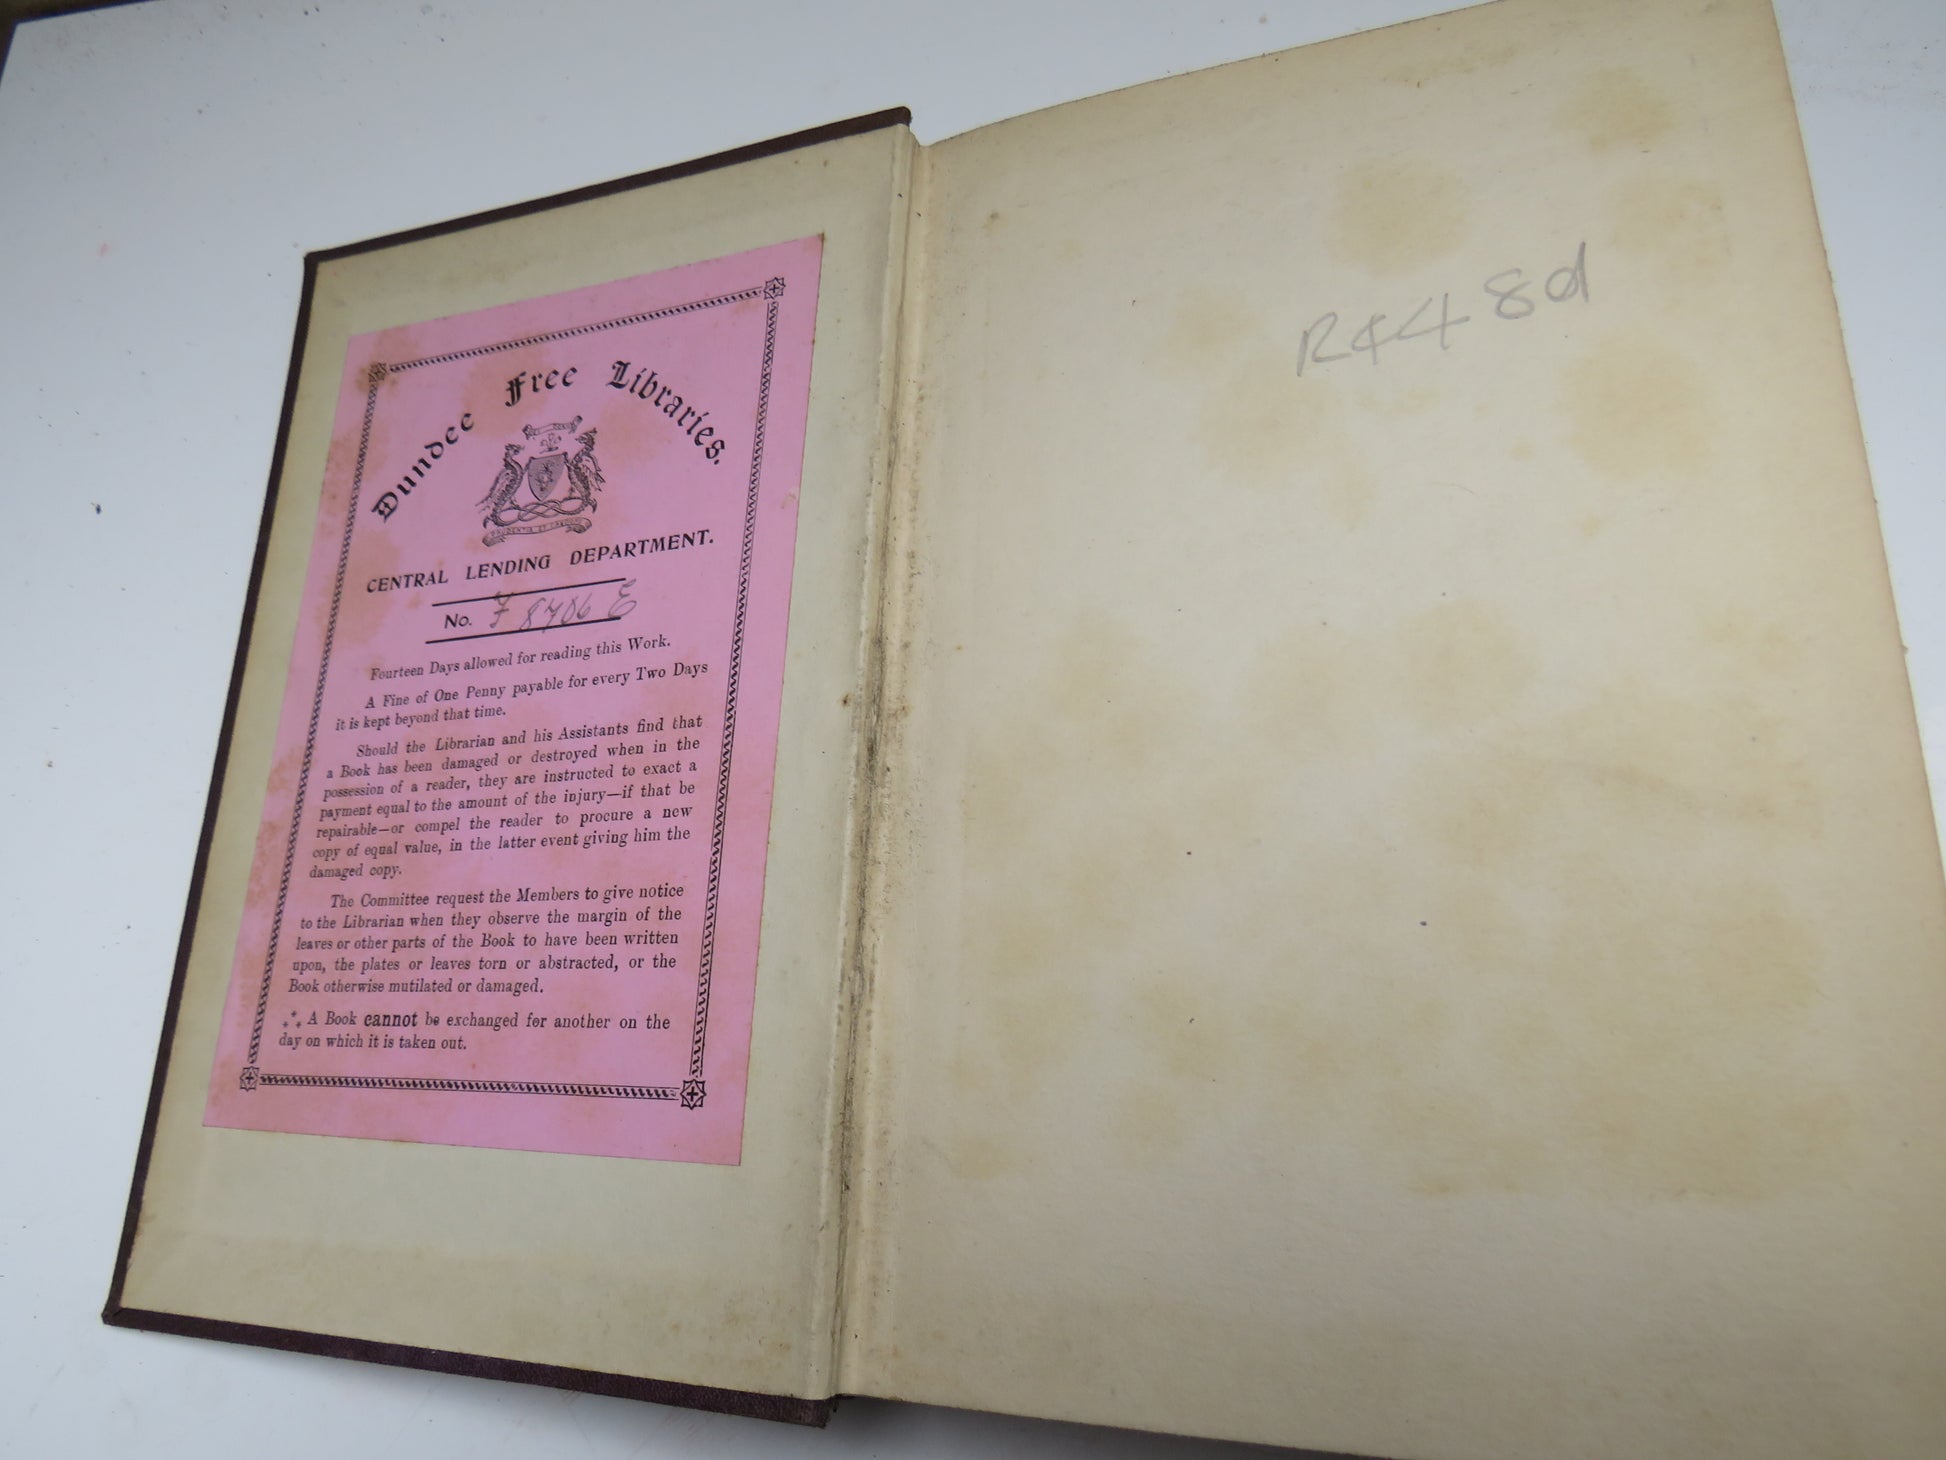 Dundee Free Libraries.
CENTRAL LENDING DEPARTMENT.
No. F 8706 E
Fourteen Days allowed for reading this Work.
A Fine of One Penny payable for every Two Days
it is kept beyond that time.
Should the Librarian and his Assistants find that
a Book has been damaged or destroyed when in the
possession of a reader, they are instructed to exact a
payment equal to the amount of the injury—if that be
repairable—or compel the reader to procure a new
copy of equal value, in the latter event giving him the
damaged copy.
The Committee request the Members to give notice
to the Librarian when they observe the margin of the
leaves or other parts of the Book to have been written
upon, the plates or leaves torn or abstracted, or the
Book otherwise mutilated or damaged.
⁂ A Book cannot be exchanged for another on the
day on which it is taken out.